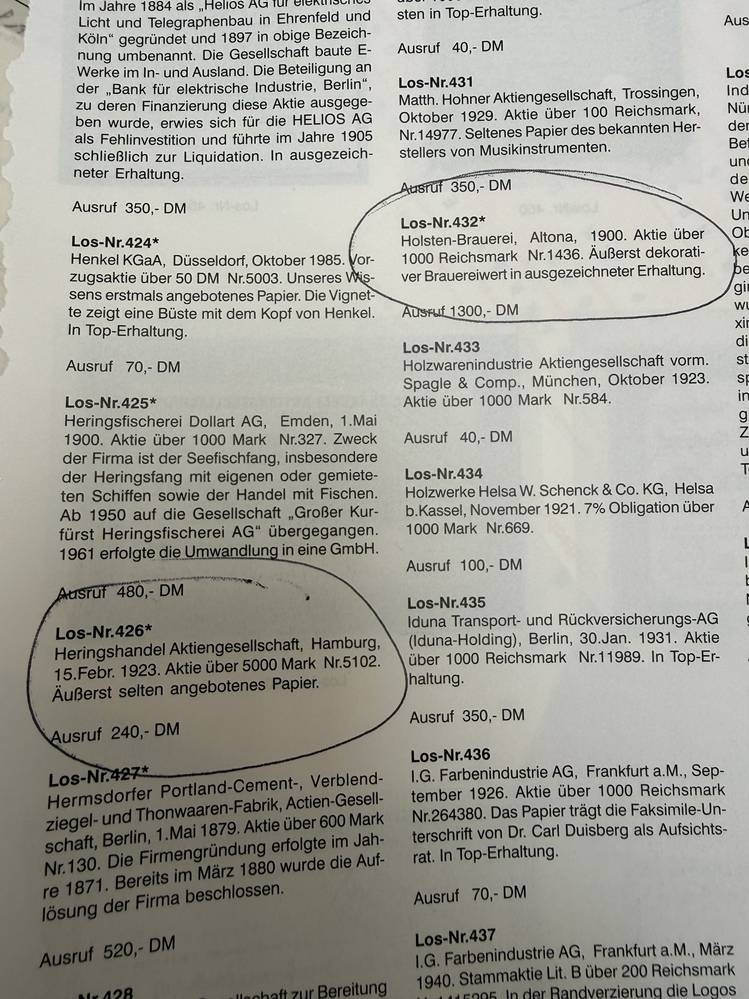 Im Jahre 1884 als „Helios AG für elektrisches
Licht und Telegraphenbau in Ehrenfeld und
Köln“ gegründet und 1897 in obige Bezeich-
nung umbenannt. Die Gesellschaft baute E-
Werke im In- und Ausland. Die Beteiligung an
der „Bank für elektrische Industrie, Berlin“,
zu deren Finanzierung diese Aktie ausgege-
ben wurde, erwies sich für die HELIOS AG
als Fehlinvestition und führte im Jahre 1905
schließlich zur Liquidation. In ausgezeich-
neter Erhaltung.
Ausruf 350,- DM
Los-Nr.424*
Henkel KGaA, Düsseldorf, Oktober 1985. Vor-
zugsaktie über 50 DM Nr.5003. Unseres Wis-
sens erstmals angebotenes Papier. Die Vignet-
te zeigt eine Büste mit dem Kopf von Henkel.
In Top-Erhaltung.
Ausruf 70,- DM
Los-Nr.425*
Heringsfischerei Dollart AG, Emden, 1.Mai
1900. Aktie über 1000 Mark Nr.327. Zweck
der Firma ist der Seefischfang, insbesondere
der Heringsfang mit eigenen oder gemiete-
ten Schiffen sowie der Handel mit Fischen.
Ab 1950 auf die Gesellschaft „Großer Kur-
fürst Heringsfischerei AG“ übergegangen.
1961 erfolgte die Umwandlung in eine GmbH.
Ausruf 480,- DM
Los-Nr.426*
Heringshandel Aktiengesellschaft, Hamburg,
15.Febr. 1923. Aktie über 5000 Mark Nr.5102.
Äußerst selten angebotenes Papier.
Ausruf 240,- DM
Los-Nr.427*
Hermsdorfer Portland-Cement-, Verblend-
ziegel- und Thonwaaren-Fabrik, Actien-Gesell-
schaft, Berlin, 1.Mai 1879. Aktie über 600 Mark
Nr.130. Die Firmengründung erfolgte im Jah-
re 1871. Bereits im März 1880 wurde die Auf-
lösung der Firma beschlossen.
Ausruf 520,- DM
Nr.428
zur Bereitung
sten in Top-Erhaltung.
Ausruf 40,- DM
Los-Nr.431
Matth. Hohner Aktiengesellschaft, Trossingen,
Oktober 1929. Aktie über 100 Reichsmark,
Nr.14977. Seltenes Papier des bekannten Her-
stellers von Musikinstrumenten.
Ausruf 350,- DM
Los-Nr.432*
Holsten-Brauerei, Altona, 1900. Aktie über
1000 Reichsmark Nr.1436. Äußerst dekorati-
ver Brauereiwert in ausgezeichneter Erhaltung.
Ausruf 1300,- DM
Los-Nr.433
Holzwarenindustrie Aktiengesellschaft vorm.
Spagle & Comp., München, Oktober 1923.
Aktie über 1000 Mark Nr.584.
Ausruf 40,- DM
Los-Nr.434
Holzwerke Helsa W. Schenck & Co. KG, Helsa
b.Kassel, November 1921. 7% Obligation über
1000 Mark Nr.669.
Ausruf 100,- DM
Los-Nr.435
Iduna Transport- und Rückversicherungs-AG
(Iduna-Holding), Berlin, 30.Jan. 1931. Aktie
über 1000 Reichsmark Nr.11989. In Top-Er-
haltung.
Ausruf 350,- DM
Los-Nr.436
I.G. Farbenindustrie AG, Frankfurt a.M., Sep-
tember 1926. Aktie über 1000 Reichsmark
Nr.264380. Das Papier trägt die Faksimile-Un-
terschrift von Dr. Carl Duisberg als Aufsichts-
rat. In Top-Erhaltung.
Ausruf 70,- DM
Los-Nr.437
I.G. Farbenindustrie AG, Frankfurt a.M., März
1940. Stammaktie Lit. B über 200 Reichsmark
In der Randverzierung die Logos